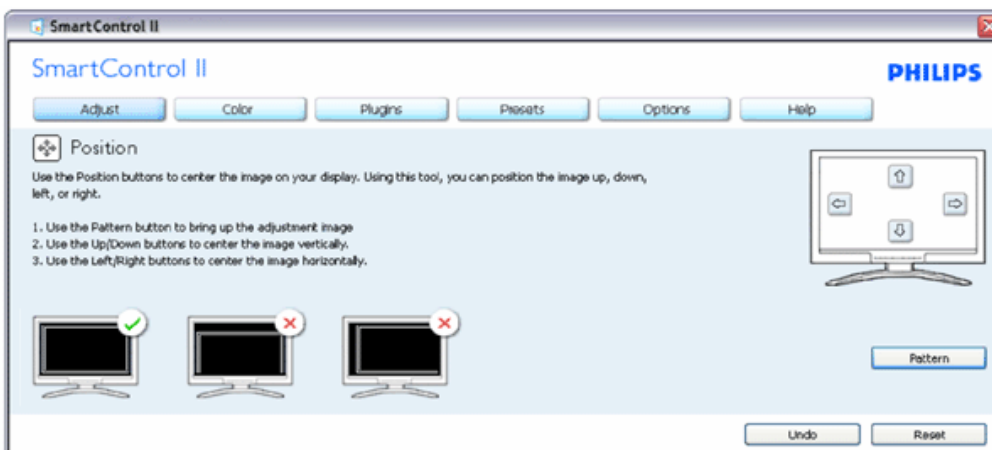 SmartControl II
SmartControl II
PHILIPS
Adjust Color Plugins Presets Options Help
Position
Use the Position buttons to center the image on your display. Using this tool, you can position the image up, down,
left, or right.
1. Use the Pattern button to bring up the adjustment image
2. Use the Up/Down buttons to center the image vertically.
3. Use the Left/Right buttons to center the image horizontally.
Pattern
Undo Reset